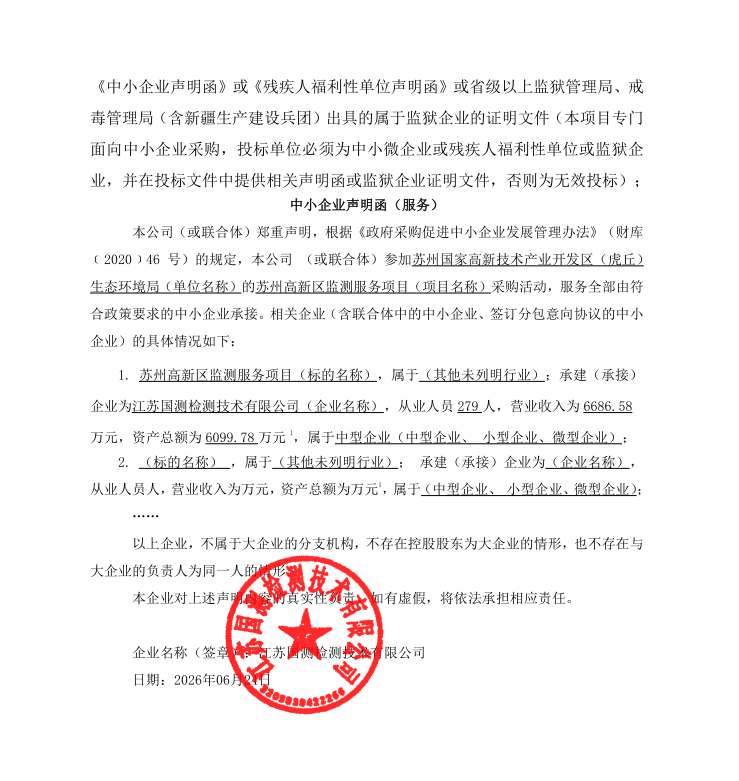 《中小企业声明函》或《残疾人福利性单位声明函》或省级以上监狱管理局、戒
毒管理局（含新疆生产建设兵团）出具的属于监狱企业的证明文件（本项目专门
面向中小企业采购，投标单位必须为中小微企业或残疾人福利性单位或监狱企
业，并在投标文件中提供相关声明函或监狱企业证明文件，否则为无效投标）；
中小企业声明函（服务）
本公司（或联合体）郑重声明，根据《政府采购促进中小企业发展管理办法》（财库
﹝2020﹞46 号）的规定，本公司 （或联合体）参加苏州国家高新技术产业开发区（虎丘）
生态环境局（单位名称）的苏州高新区监测服务项目（项目名称）采购活动，服务全部由符
合政策要求的中小企业承接。相关企业（含联合体中的中小企业、签订分包意向协议的中小
企业）的具体情况如下：
1. 苏州高新区监测服务项目（标的名称），属于（其他未列明行业）；承建（承接）
企业为江苏国测检测技术有限公司（企业名称），从业人员 279 人，营业收入为 6686.58
万元，资产总额为 6099.78 万元¹，属于中型企业（中型企业、 小型企业、微型企业）；
2. （标的名称） ，属于（其他未列明行业）； 承建（承接）企业为（企业名称），
从业人员人，营业收入为万元，资产总额为万元¹，属于（中型企业、 小型企业、微型企业）；
……
以上企业，不属于大企业的分支机构，不存在控股股东为大企业的情形，也不存在与
大企业的负责人为同一人的情形。
本企业对上述声明内容的真实性负责。如有虚假，将依法承担相应责任。
企业名称（签章）：江苏国测检测技术有限公司
日期：2026年06月24日
江苏国测检测技术有限公司